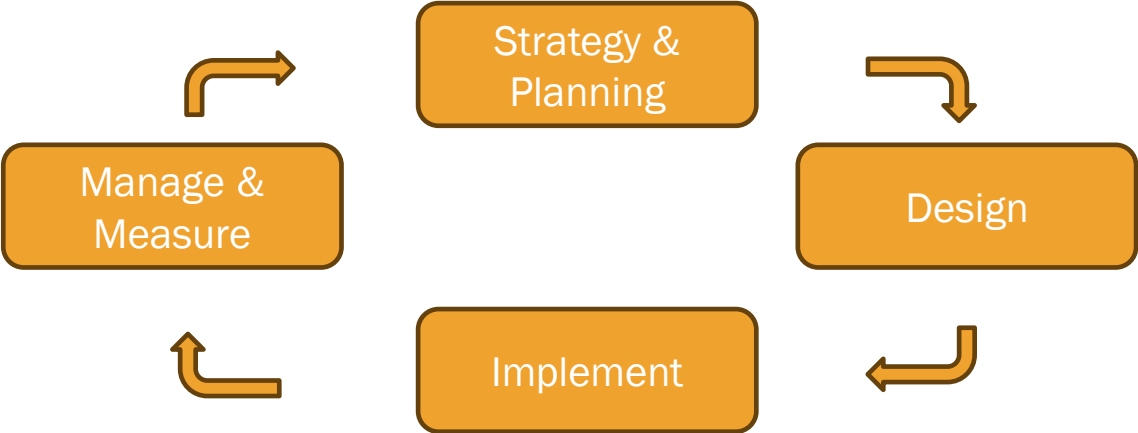 Strategy &
Planning
Manage &
Measure
Design
Implement